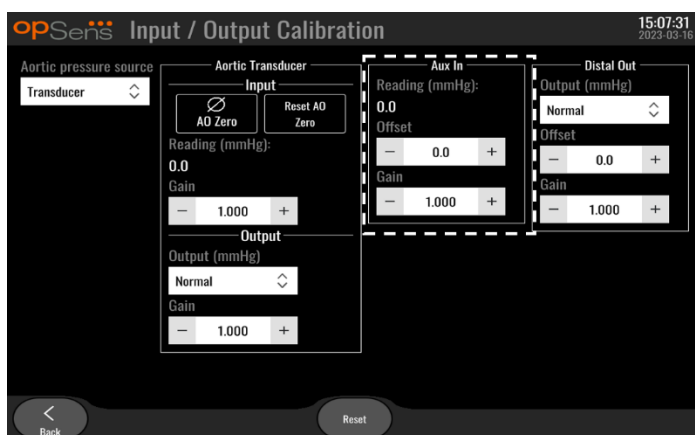 opSens Input / Output Calibration
15:07:31
2023-03-16
Aortic pressure source
Transducer
Aortic Transducer
Input
AO Zero
Reset AO
Zero
Reading (mmHg):
0.0
Gain
− 1.000 +
Output
Output (mmHg)
Normal
Gain
− 1.000 +
Aux In
Reading (mmHg):
0.0
Offset
− 0.0 +
Gain
− 1.000 +
Distal Out
Output (mmHg)
Normal
Offset
− 0.0 +
Gain
− 1.000 +
Back
Reset